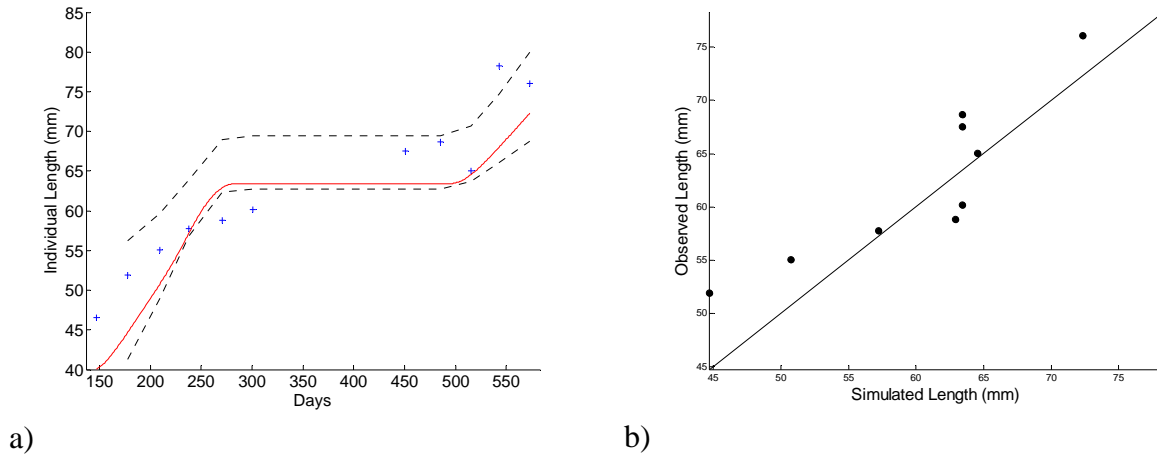 85
80
75
70
65
60
55
50
45
40
Individual Length (mm)
150 200 250 300 350 400 450 500 550
Days
a)
75
70
65
60
55
50
45
Observed Length (mm)
45 50 55 60 65 70 75
Simulated Length (mm)
b)